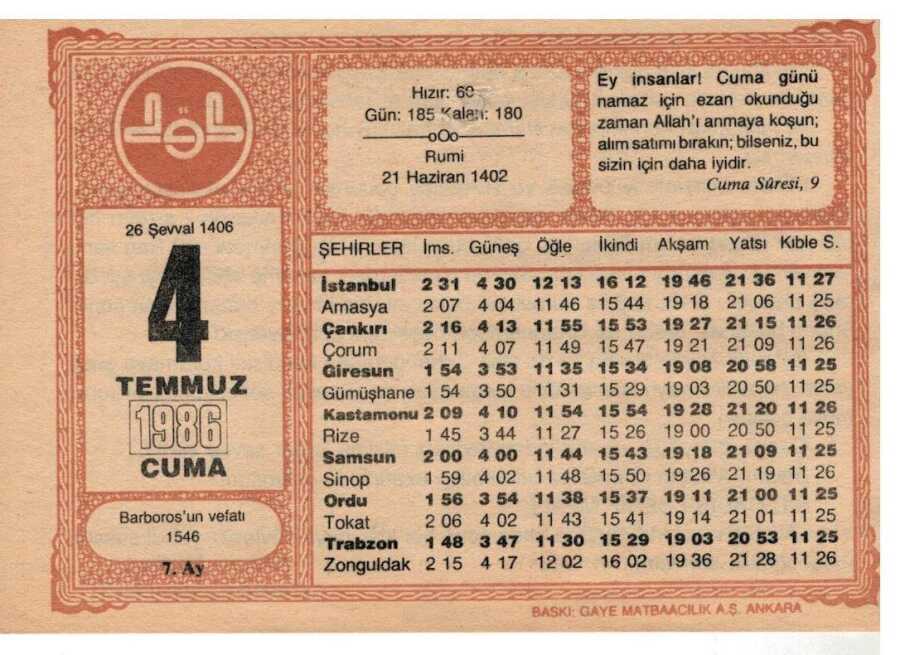 26 Şevval 1406
4
TEMMUZ
1986
CUMA
Barboros'un vefatı
1546
7. Ay
Hızır: 60
Gün: 185 Kalan: 180
oOo
Rumi
21 Haziran 1402
Ey insanlar! Cuma günü
namaz için ezan okunduğu
zaman Allah'ı anmaya koşun;
alım satımı bırakın; bilseniz, bu
sizin için daha iyidir.
Cuma Sûresi, 9
ŞEHİRLER İms. Güneş Öğle İkindi Akşam Yatsı Kıble S.
İstanbul 2 31 4 30 12 13 16 12 19 46 21 36 11 27
Amasya 2 07 4 04 11 46 15 44 19 18 21 06 11 25
Çankırı 2 16 4 13 11 55 15 53 19 27 21 15 11 26
Çorum 2 11 4 07 11 49 15 47 19 21 21 09 11 26
Giresun 1 54 3 53 11 35 15 34 19 08 20 58 11 25
Gümüşhane 1 54 3 50 11 31 15 29 19 03 20 50 11 25
Kastamonu 2 09 4 10 11 54 15 54 19 28 21 20 11 26
Rize 1 45 3 44 11 27 15 26 19 00 20 50 11 25
Samsun 2 00 4 00 11 44 15 43 19 18 21 09 11 25
Sinop 1 59 4 02 11 48 15 50 19 26 21 19 11 26
Ordu 1 56 3 54 11 38 15 37 19 11 21 00 11 25
Tokat 2 06 4 02 11 43 15 41 19 14 21 01 11 25
Trabzon 1 48 3 47 11 30 15 29 19 03 20 53 11 25
Zonguldak 2 15 4 17 12 02 16 02 19 36 21 28 11 26
BASKI: GAYE MATBAACILIK A.Ş. ANKARA